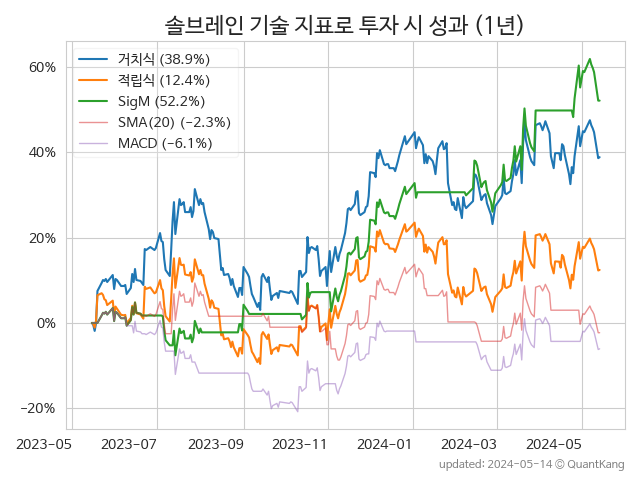 솔브레인 기술 지표로 투자 시 성과 (1년)
거치식 (38.9%)
적립식 (12.4%)
SigM (52.2%)
SMA(20) (−2.3%)
MACD (−6.1%)
60%
40%
20%
0%
−20%
2023-05 2023-07 2023-09 2023-11 2024-01 2024-03 2024-05
updated: 2024-05-14 ⓒ QuantKang